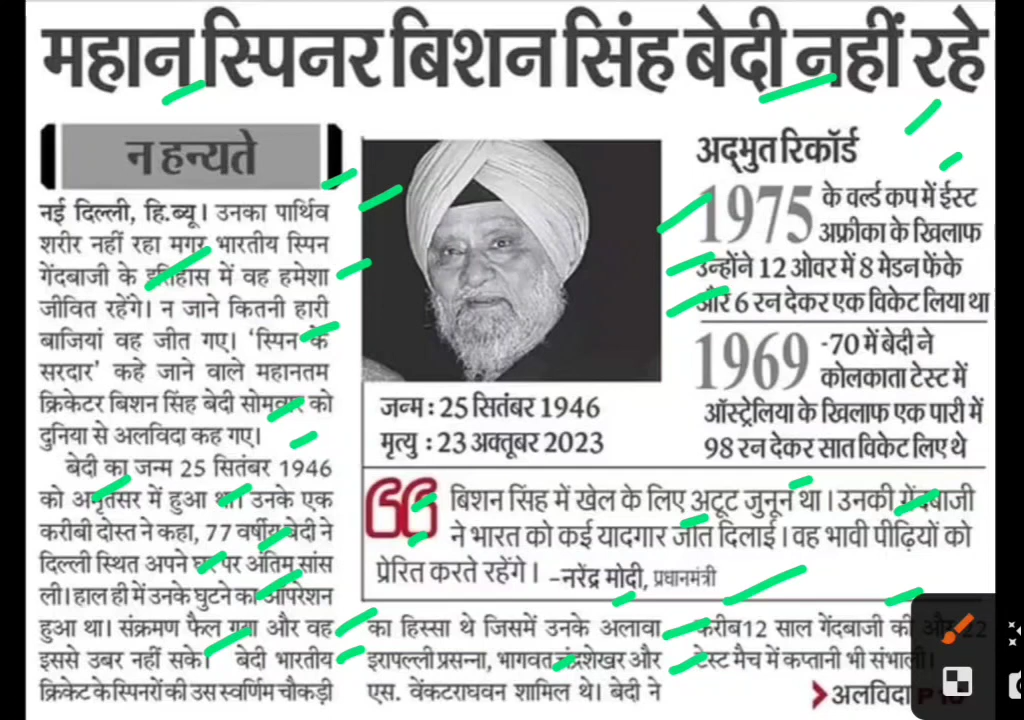 महान स्पिनर बिशन सिंह बेदी नहीं रहे
न हन्यते
नई दिल्ली, हि.ब्यू। उनका पार्थिव
शरीर नहीं रहा मगर भारतीय स्पिन
गेंदबाजी के इतिहास में वह हमेशा
जीवित रहेंगे। न जाने कितनी हारी
बाजियां वह जीत गए। 'स्पिन के
सरदार' कहे जाने वाले महानतम
क्रिकेटर बिशन सिंह बेदी सोमवार को
दुनिया से अलविदा कह गए।
बेदी का जन्म 25 सितंबर 1946
को अमृतसर में हुआ था। उनके एक
करीबी दोस्त ने कहा, 77 वर्षीय बेदी ने
दिल्ली स्थित अपने घर पर अंतिम सांस
ली। हाल ही में उनके घुटने का ऑपरेशन
हुआ था। संक्रमण फैल गया और वह
इससे उबर नहीं सके। बेदी भारतीय
क्रिकेट के स्पिनरों की उस स्वर्णिम चौकड़ी
जन्म : 25 सितंबर 1946
मृत्यु : 23 अक्तूबर 2023
अद्भुत रिकॉर्ड
1975 के वर्ल्ड कप में ईस्ट
अफ्रीका के खिलाफ
उन्होंने 12 ओवर में 8 मेडन फेंके
और 6 रन देकर एक विकेट लिया था
1969 -70 में बेदी ने
कोलकाता टेस्ट में
ऑस्ट्रेलिया के खिलाफ एक पारी में
98 रन देकर सात विकेट लिए थे
बिशन सिंह में खेल के लिए अटूट जुनून था। उनकी गेंदबाजी
ने भारत को कई यादगार जीत दिलाई। वह भावी पीढ़ियों को
प्रेरित करते रहेंगे। -नरेंद्र मोदी, प्रधानमंत्री
का हिस्सा थे जिसमें उनके अलावा
इरापल्ली प्रसन्ना, भागवत चंद्रशेखर और
एस. वेंकटराघवन शामिल थे। बेदी ने
करीब 12 साल गेंदबाजी की और 22
टेस्ट मैच में कप्तानी भी संभाली।
अलविदा P 16